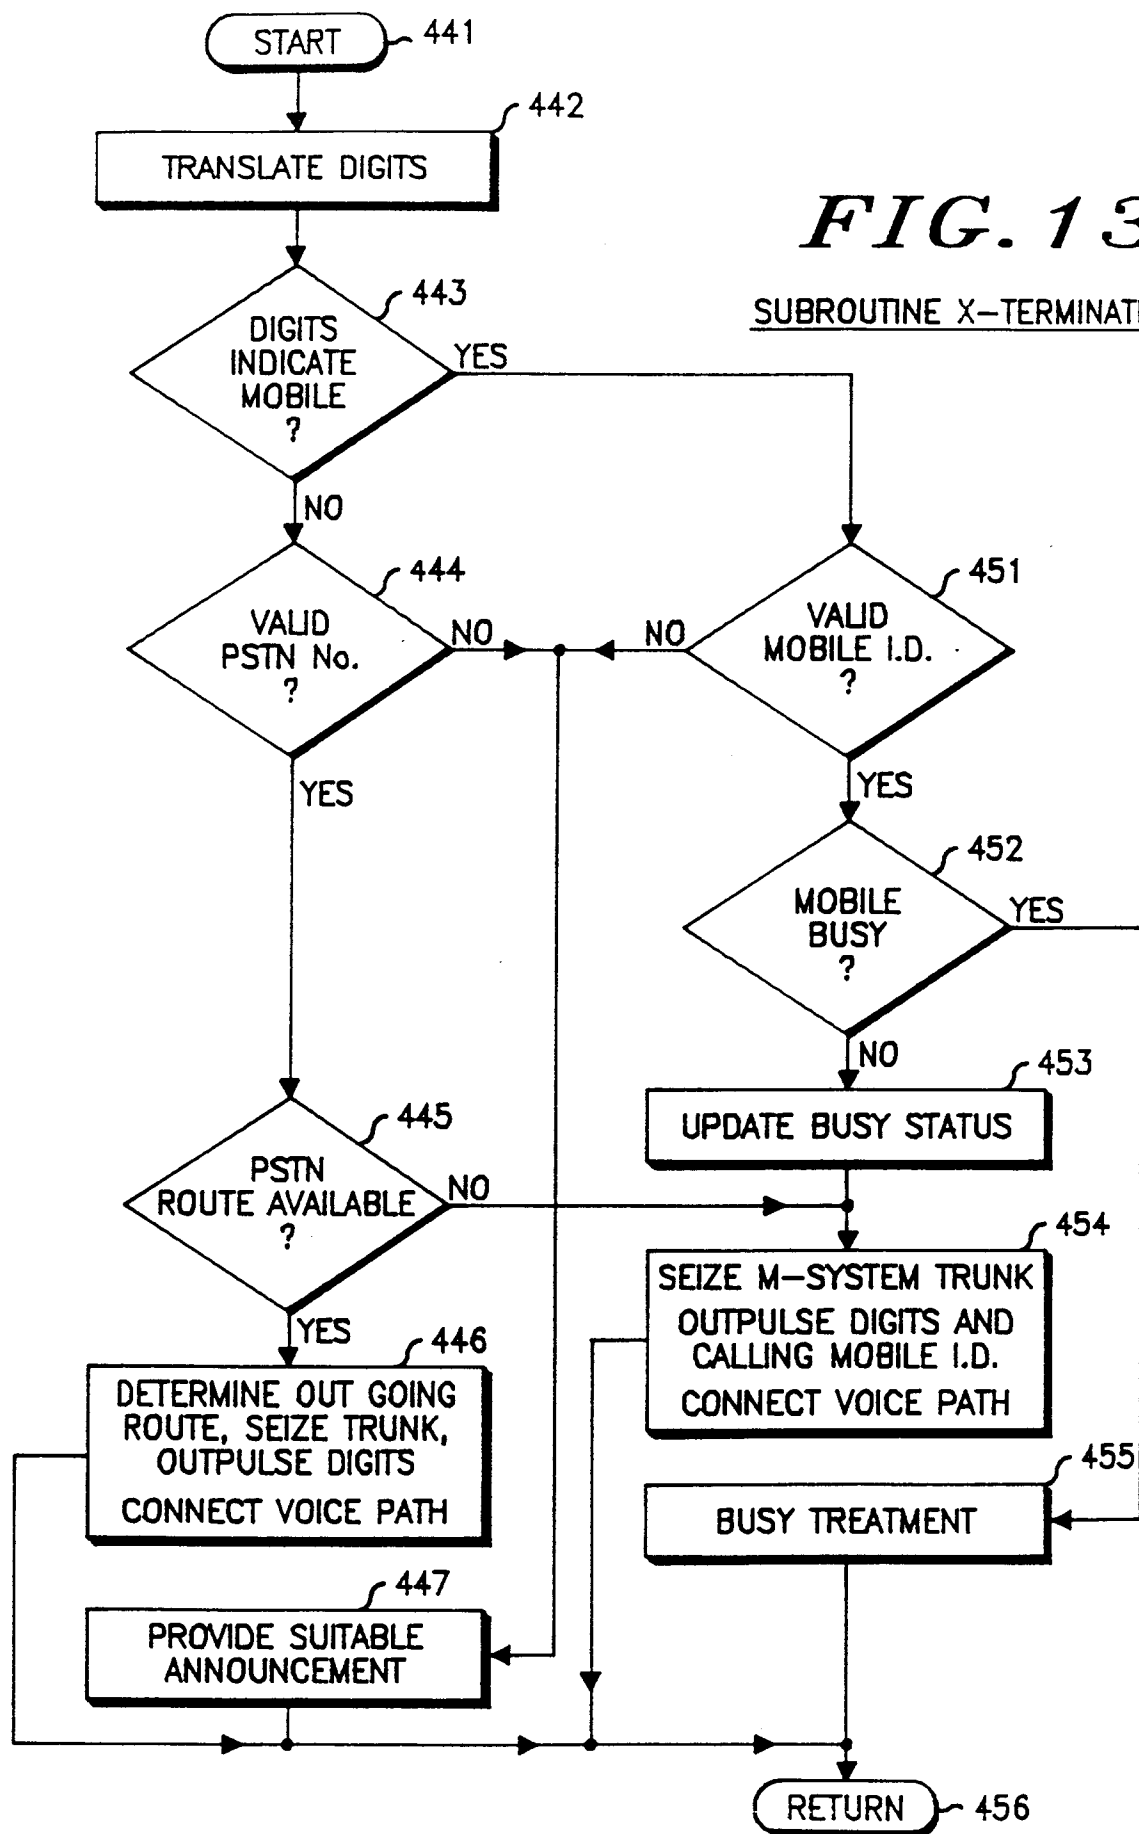 START
441
442
TRANSLATE DIGITS
FIG. 13
SUBROUTINE X-TERMINAT
443
DIGITS
INDICATE
MOBILE
?
YES
NO
444
VALID
PSTN No.
?
NO
YES
451
VALID
MOBILE I.D.
?
NO
YES
452
MOBILE
BUSY
?
YES
NO
453
UPDATE BUSY STATUS
445
PSTN
ROUTE AVAILABLE
?
NO
YES
454
SEIZE M-SYSTEM TRUNK
OUTPULSE DIGITS AND
CALLING MOBILE I.D.
CONNECT VOICE PATH
446
DETERMINE OUT GOING
ROUTE, SEIZE TRUNK,
OUTPULSE DIGITS
CONNECT VOICE PATH
455
BUSY TREATMENT
447
PROVIDE SUITABLE
ANNOUNCEMENT
RETURN
456